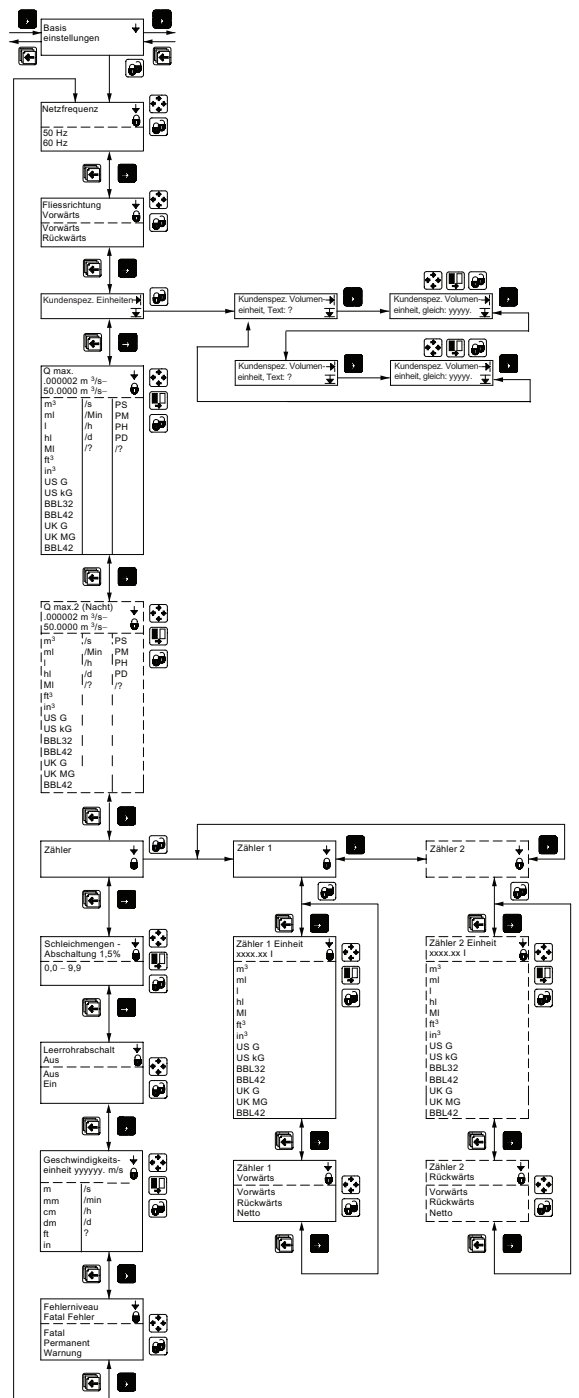 Basis
einstellungen
Netzfrequenz
50 Hz
60 Hz
Fliessrichtung
Vorwärts
Vorwärts
Rückwärts
Kundenspez. Einheiten
Kundenspez. Volumen-
einheit, Text: ?
Kundenspez. Volumen-
einheit, gleich: yyyyy.
Kundenspez. Volumen-
einheit, Text: ?
Kundenspez. Volumen-
einheit, gleich: yyyyy.
Q max.
.000002 m³/s–
50.0000 m³/s–
m³ /s PS
ml /Min PM
l /h PH
hl /d PD
Ml /? /?
ft³
in³
US G
US kG
BBL32
BBL42
UK G
UK MG
BBL42
Q max.2 (Nacht)
.000002 m³/s–
50.0000 m³/s–
m³ /s PS
ml /Min PM
l /h PH
hl /d PD
Ml /? /?
ft³
in³
US G
US kG
BBL32
BBL42
UK G
UK MG
BBL42
Zähler
Zähler 1
Zähler 2
Schleichmengen -
Abschaltung 1,5%
0,0 – 9,9
Zähler 1 Einheit
xxxx.xx l
m³
ml
l
hl
Ml
ft³
in³
US G
US kG
BBL32
BBL42
UK G
UK MG
BBL42
Zähler 2 Einheit
xxxx.xx l
m³
ml
l
hl
Ml
ft³
in³
US G
US kG
BBL32
BBL42
UK G
UK MG
BBL42
Leerrohrabschalt
Aus
Aus
Ein
Geschwindigkeits-
einheit yyyyyy. m/s
m /s
mm /min
cm /h
dm /d
ft ?
in
Zähler 1
Vorwärts
Vorwärts
Rückwärts
Netto
Zähler 2
Rückwärts
Vorwärts
Rückwärts
Netto
Fehlerniveau
Fatal Fehler
Fatal
Permanent
Warnung